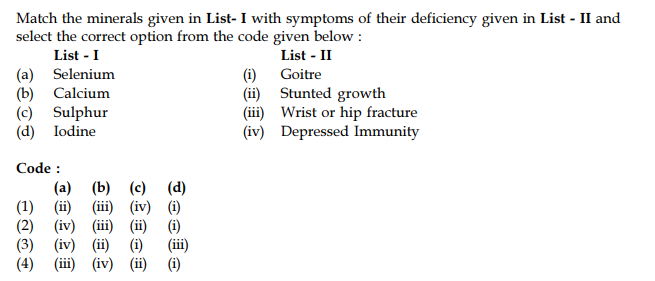 Match the minerals given in List- I with symptoms of their deficiency given in List - II and
select the correct option from the code given below :
List - I List - II
(a) Selenium (i) Goitre
(b) Calcium (ii) Stunted growth
(c) Sulphur (iii) Wrist or hip fracture
(d) Iodine (iv) Depressed Immunity
Code :
(a) (b) (c) (d)
(1) (ii) (iii) (iv) (i)
(2) (iv) (iii) (ii) (i)
(3) (iv) (ii) (i) (iii)
(4) (iii) (iv) (ii) (i)